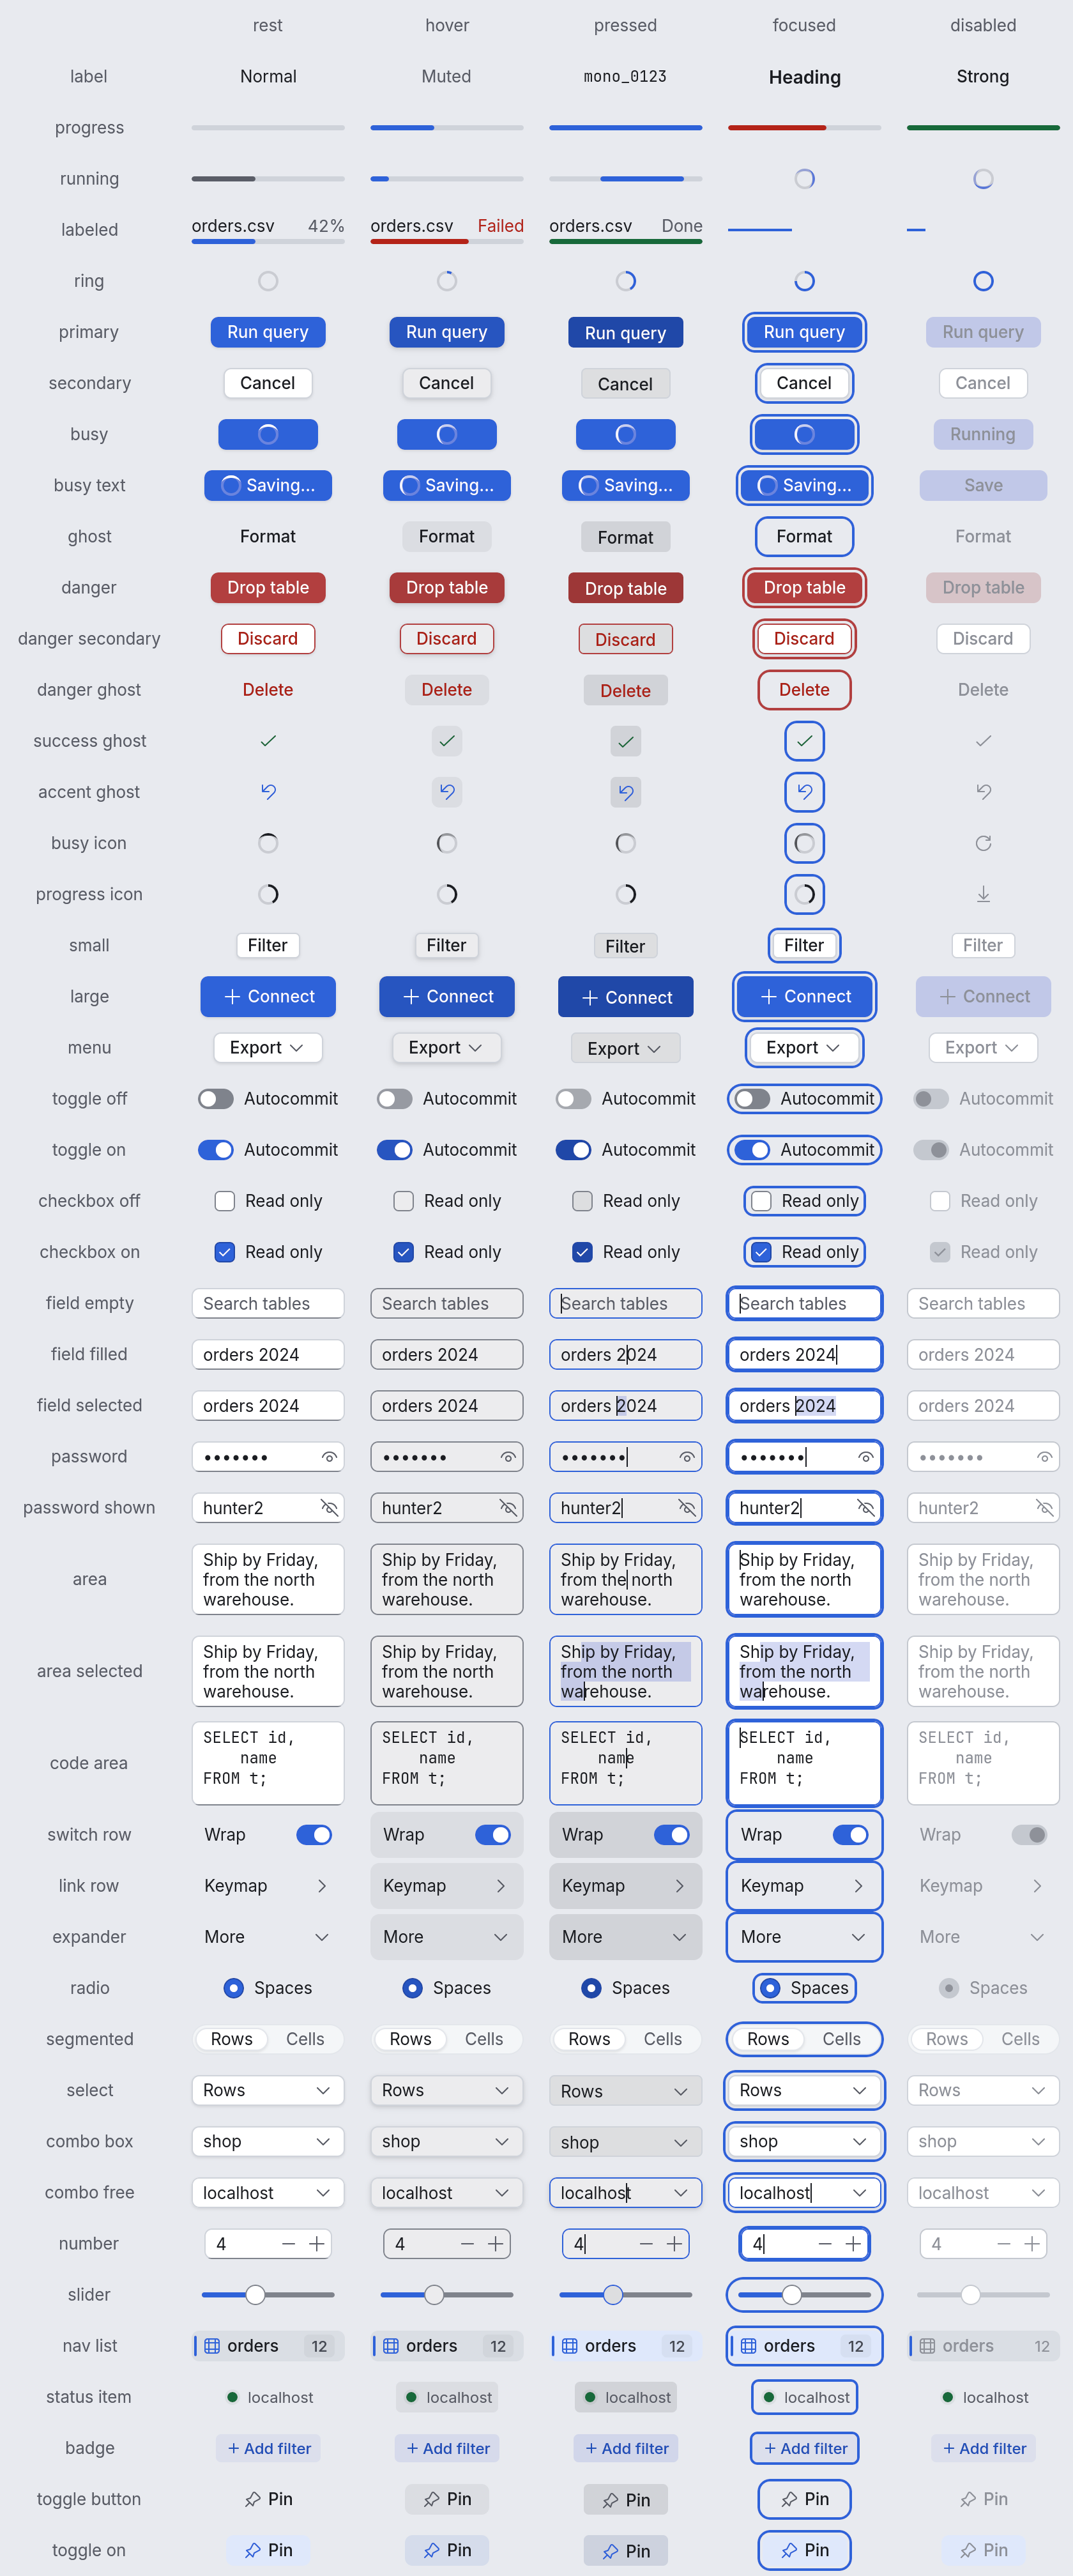 rest hover pressed focused disabled
label Normal Muted mono_0123 Heading Strong
progress
running
labeled orders.csv 42% orders.csv Failed orders.csv Done
ring
primary Run query Run query Run query Run query Run query
secondary Cancel Cancel Cancel Cancel Cancel
busy Running
busy text Saving... Saving... Saving... Saving... Save
ghost Format Format Format Format Format
danger Drop table Drop table Drop table Drop table Drop table
danger secondary Discard Discard Discard Discard Discard
danger ghost Delete Delete Delete Delete Delete
success ghost
accent ghost
busy icon
progress icon
small Filter Filter Filter Filter Filter
large Connect Connect Connect Connect Connect
menu Export Export Export Export Export
toggle off Autocommit Autocommit Autocommit Autocommit Autocommit
toggle on Autocommit Autocommit Autocommit Autocommit Autocommit
checkbox off Read only Read only Read only Read only Read only
checkbox on Read only Read only Read only Read only Read only
field empty Search tables Search tables Search tables Search tables Search tables
field filled orders 2024 orders 2024 orders 2024 orders 2024 orders 2024
field selected orders 2024 orders 2024 orders 2024 orders 2024 orders 2024
password ••••••• ••••••• ••••••• ••••••• •••••••
password shown hunter2 hunter2 hunter2 hunter2 hunter2
Ship by Friday, Ship by Friday, Ship by Friday, Ship by Friday, Ship by Friday,
area from the north from the north from the north from the north from the north
warehouse. warehouse. warehouse. warehouse. warehouse.
Ship by Friday, Ship by Friday, Ship by Friday, Ship by Friday, Ship by Friday,
area selected from the north from the north from the north from the north from the north
warehouse. warehouse. warehouse. warehouse. warehouse.
SELECT id, SELECT id, SELECT id, SELECT id, SELECT id,
code area name name name name name
FROM t; FROM t; FROM t; FROM t; FROM t;
switch row Wrap Wrap Wrap Wrap Wrap
link row Keymap Keymap Keymap Keymap Keymap
expander More More More More More
radio Spaces Spaces Spaces Spaces Spaces
segmented Rows Cells Rows Cells Rows Cells Rows Cells Rows Cells
select Rows Rows Rows Rows Rows
combo box shop shop shop shop shop
combo free localhost localhost localhost localhost localhost
number 4 4 4 4 4
slider
nav list orders 12 orders 12 orders 12 orders 12 orders 12
status item localhost localhost localhost localhost localhost
badge + Add filter + Add filter + Add filter + Add filter + Add filter
toggle button Pin Pin Pin Pin Pin
toggle on Pin Pin Pin Pin Pin